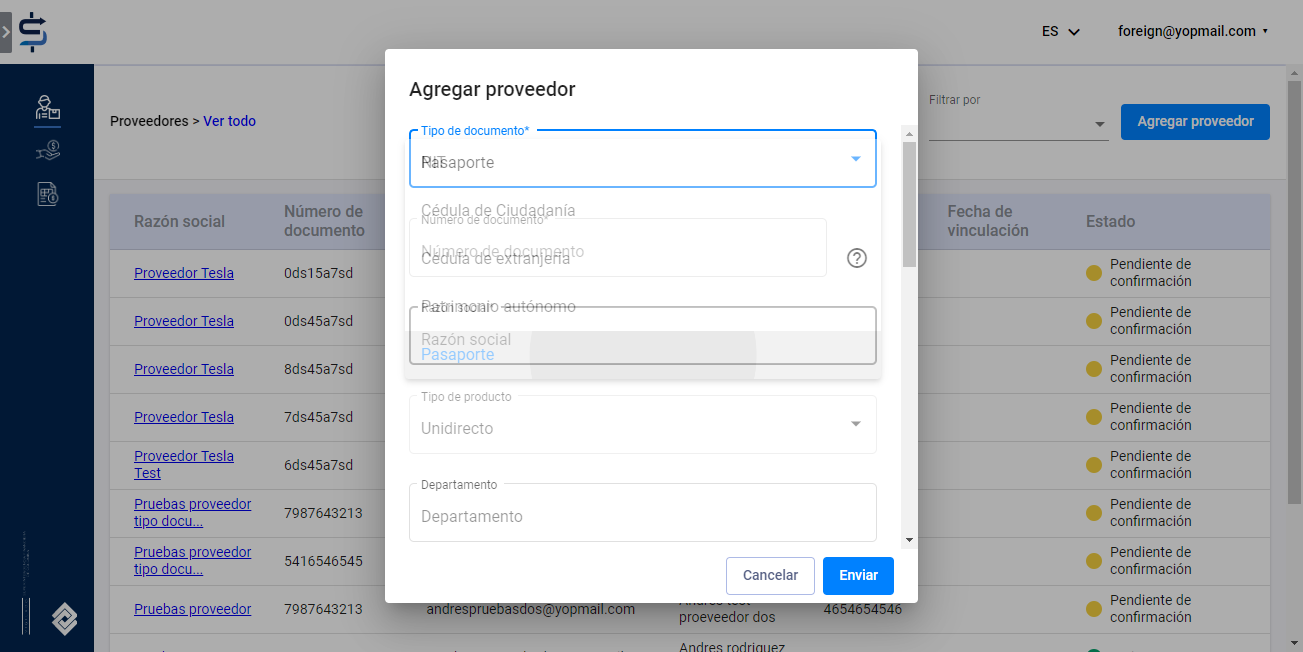 ES
foreign@yopmail.com
Proveedores > Ver todo
Filtrar por
Agregar proveedor
Razón social
Número de documento
Fecha de vinculación
Estado
Proveedor Tesla
0ds15a7sd
Pendiente de confirmación
Proveedor Tesla
0ds45a7sd
Pendiente de confirmación
Proveedor Tesla
8ds45a7sd
Pendiente de confirmación
Proveedor Tesla
7ds45a7sd
Pendiente de confirmación
Proveedor Tesla Test
6ds45a7sd
Pendiente de confirmación
Pruebas proveedor tipo docu...
7987643213
Pendiente de confirmación
Pruebas proveedor tipo docu...
5416546545
Pendiente de confirmación
Pruebas proveedor
7987643213
andrespruebasdos@yopmail.com
Andres test proeveedor dos
4654654546
Pendiente de confirmación
Andres rodriguez
Agregar proveedor
Tipo de documento*
Pasaporte
NIT
Cédula de Ciudadanía
Número de documento*
Número de documento
Cédula de extranjería
Patrimonio autónomo
Razón social*
Razón social
Pasaporte
Tipo de producto
Unidirecto
Departamento
Departamento
Cancelar
Enviar